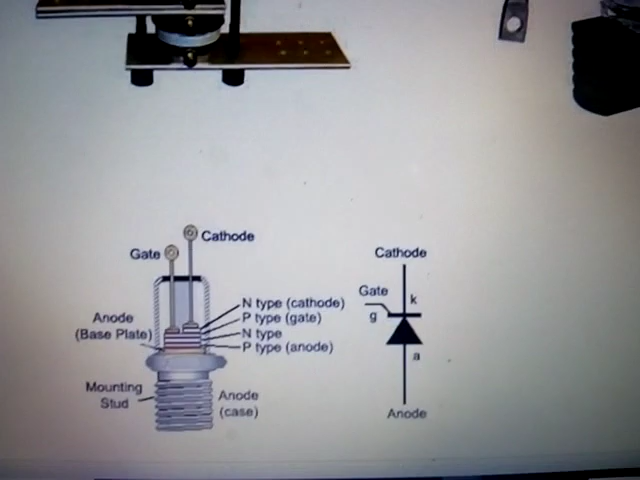 Cathode
Gate
N type (cathode)
P type (gate)
N type
P type (anode)
Anode
(Base Plate)
Mounting
Stud
Anode
(case)
Cathode
Gate
g
k
a
Anode